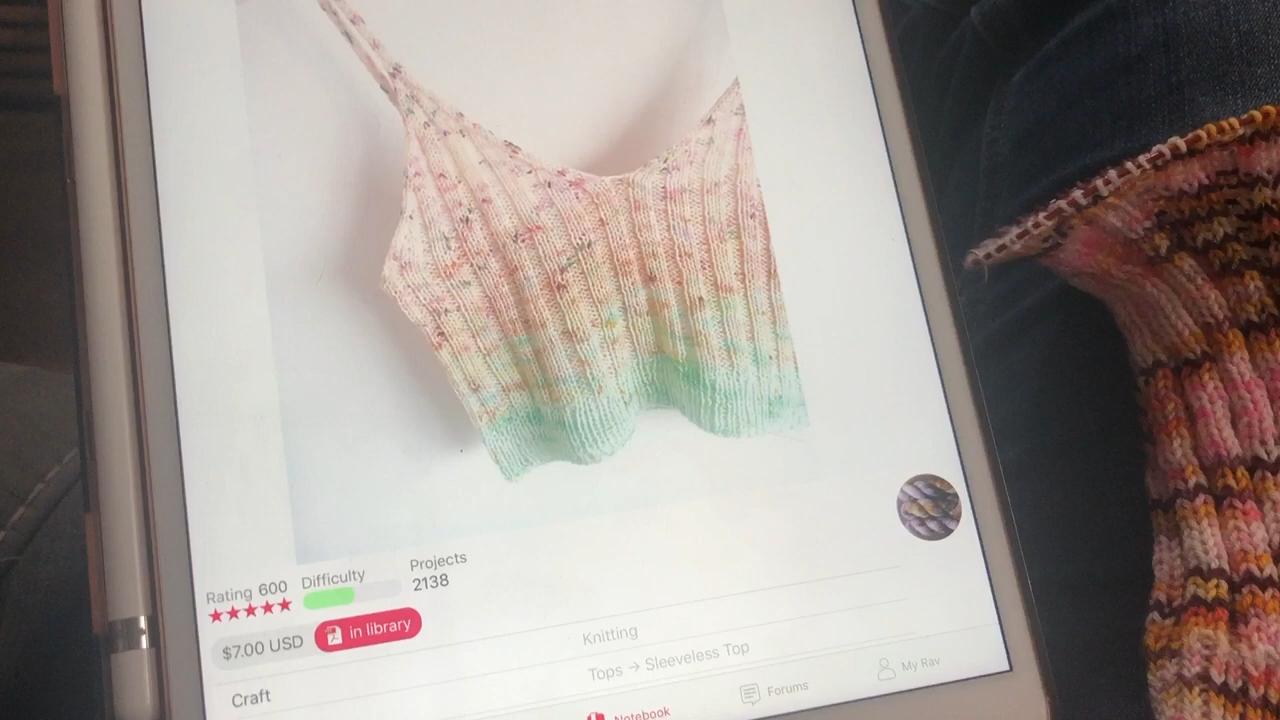 Rating 600 Difficulty Projects
2138
$7.00 USD in library
Craft Knitting
Tops → Sleeveless Top
Notebook Forums My Rav